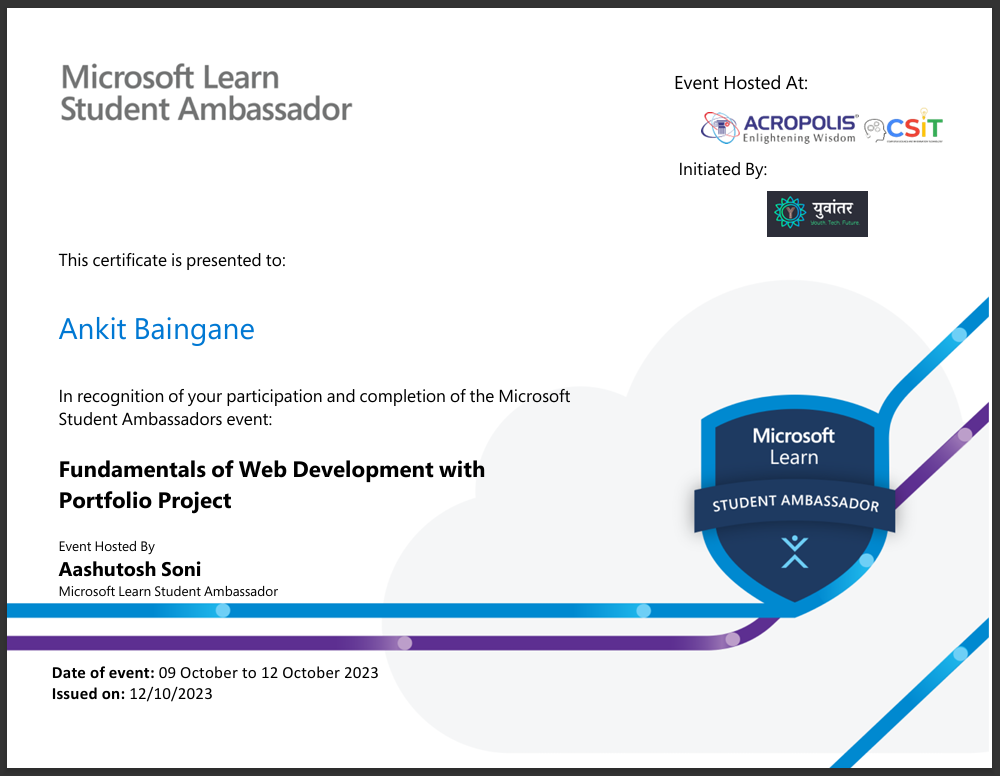 Microsoft Learn
Student Ambassador
Event Hosted At:
ACROPOLIS
Enlightening Wisdom
CSiT
Initiated By:
युवांतर
Youth Tech Future
This certificate is presented to:
Ankit Baingane
In recognition of your participation and completion of the Microsoft
Student Ambassadors event:
Fundamentals of Web Development with
Portfolio Project
Event Hosted By
Aashutosh Soni
Microsoft Learn Student Ambassador
Microsoft
Learn
STUDENT AMBASSADOR
Date of event: 09 October to 12 October 2023
Issued on: 12/10/2023